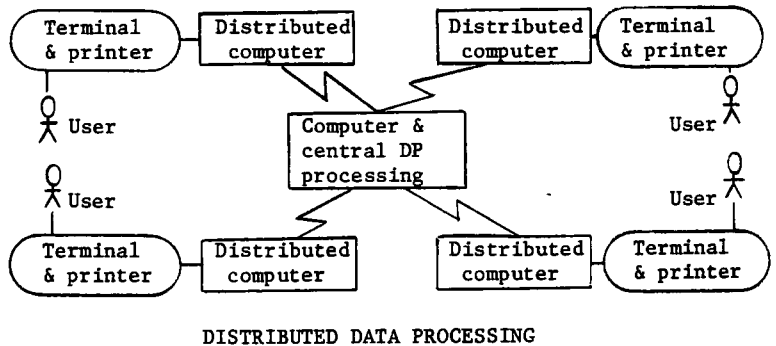 Terminal
& printer
Distributed
computer
Distributed
computer
Terminal
& printer
User
Computer &
central DP
processing
User
User
User
Terminal
& printer
Distributed
computer
Distributed
computer
Terminal
& printer
DISTRIBUTED DATA PROCESSING